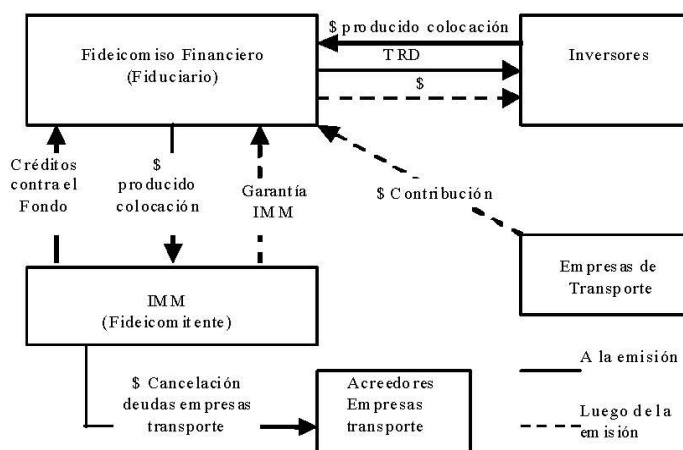 $ producido colocación
Fideicomiso Financiero
(Fiduciario)
TRD
Inversores
$
Créditos
contra el
Fondo
$
producido
colocación
Garantía
IMM
$ Contribución
Empresas de
Transporte
IMM
(Fideicomitente)
A la emisión
$ Cancelación
deudas empresas
transporte
Acreedores
Empresas
transporte
Luego de la
emisión